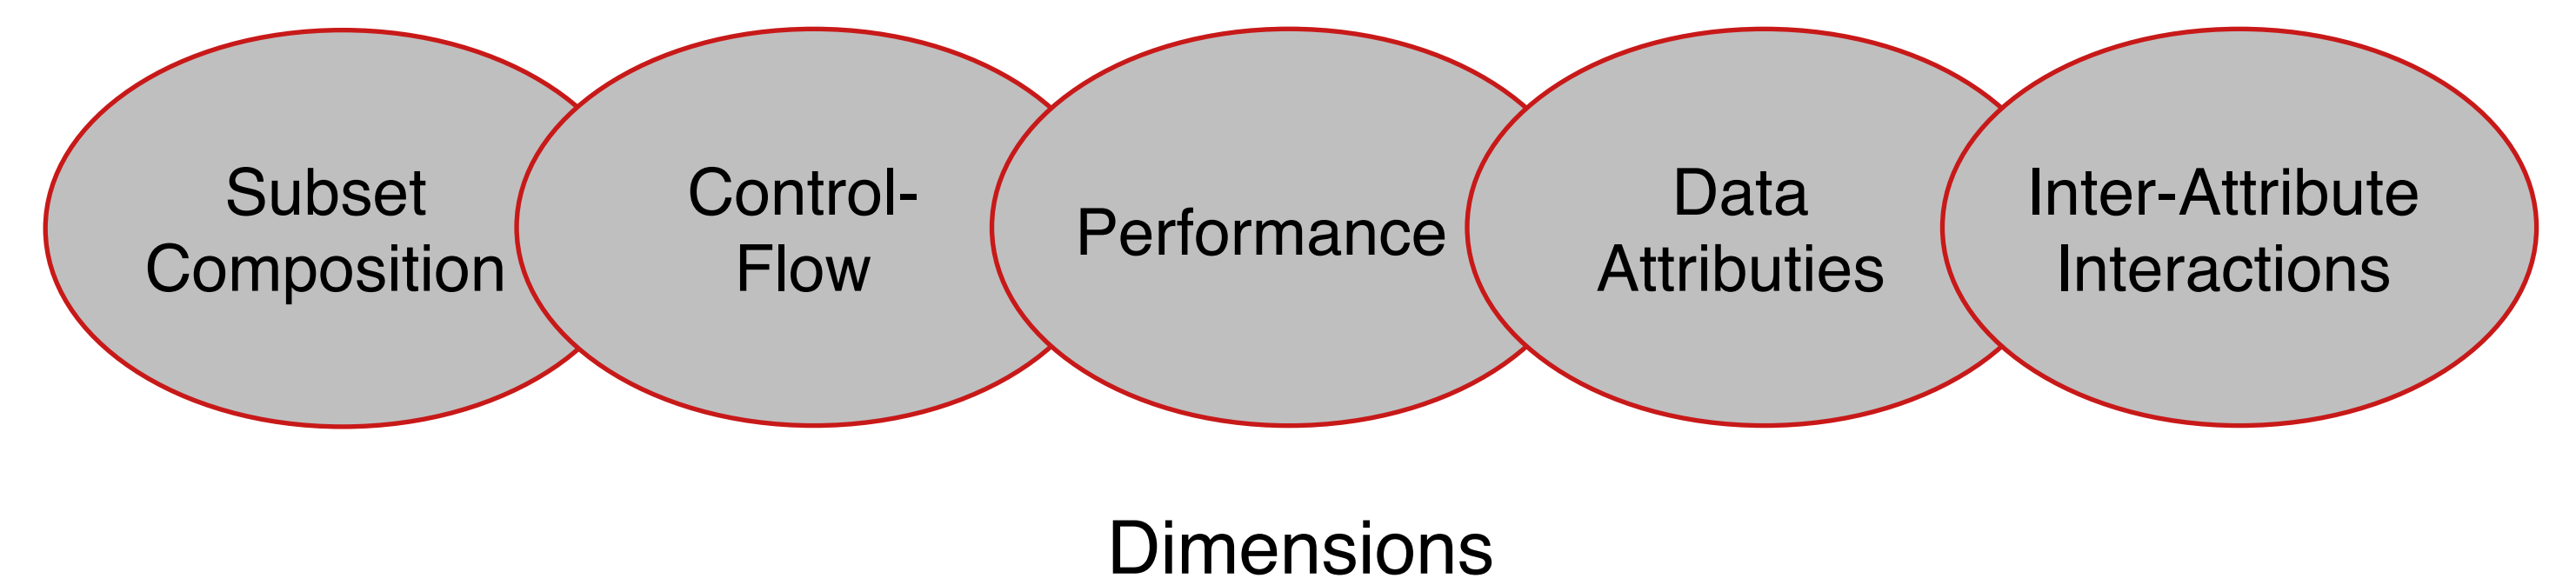 Subset
Composition
Control-
Flow
Performance
Data
Attributies
Inter-Attribute
Interactions
Dimensions